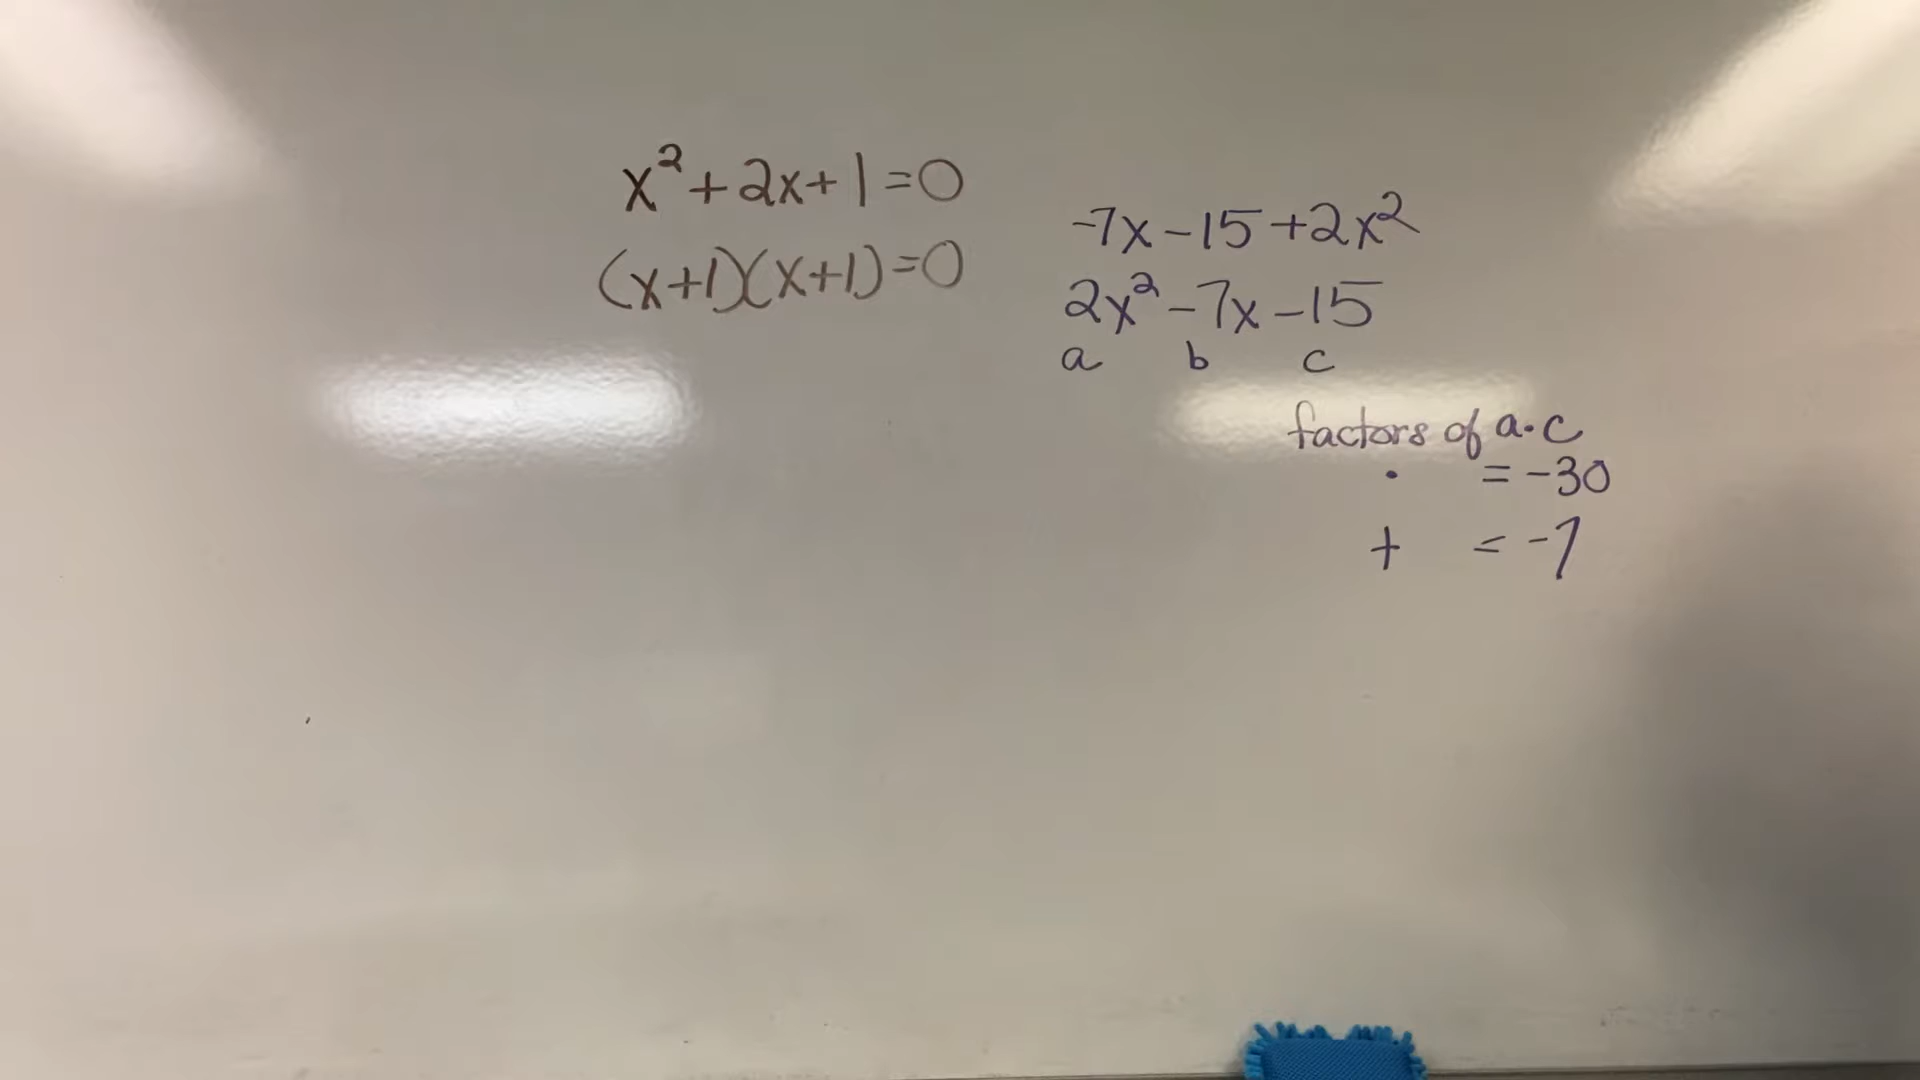 x²+2x+1=0
(x+1)(x+1)=0
-7x-15+2x²
2x²-7x-15
a b c
factors of a·c
· = -30
+ = -7